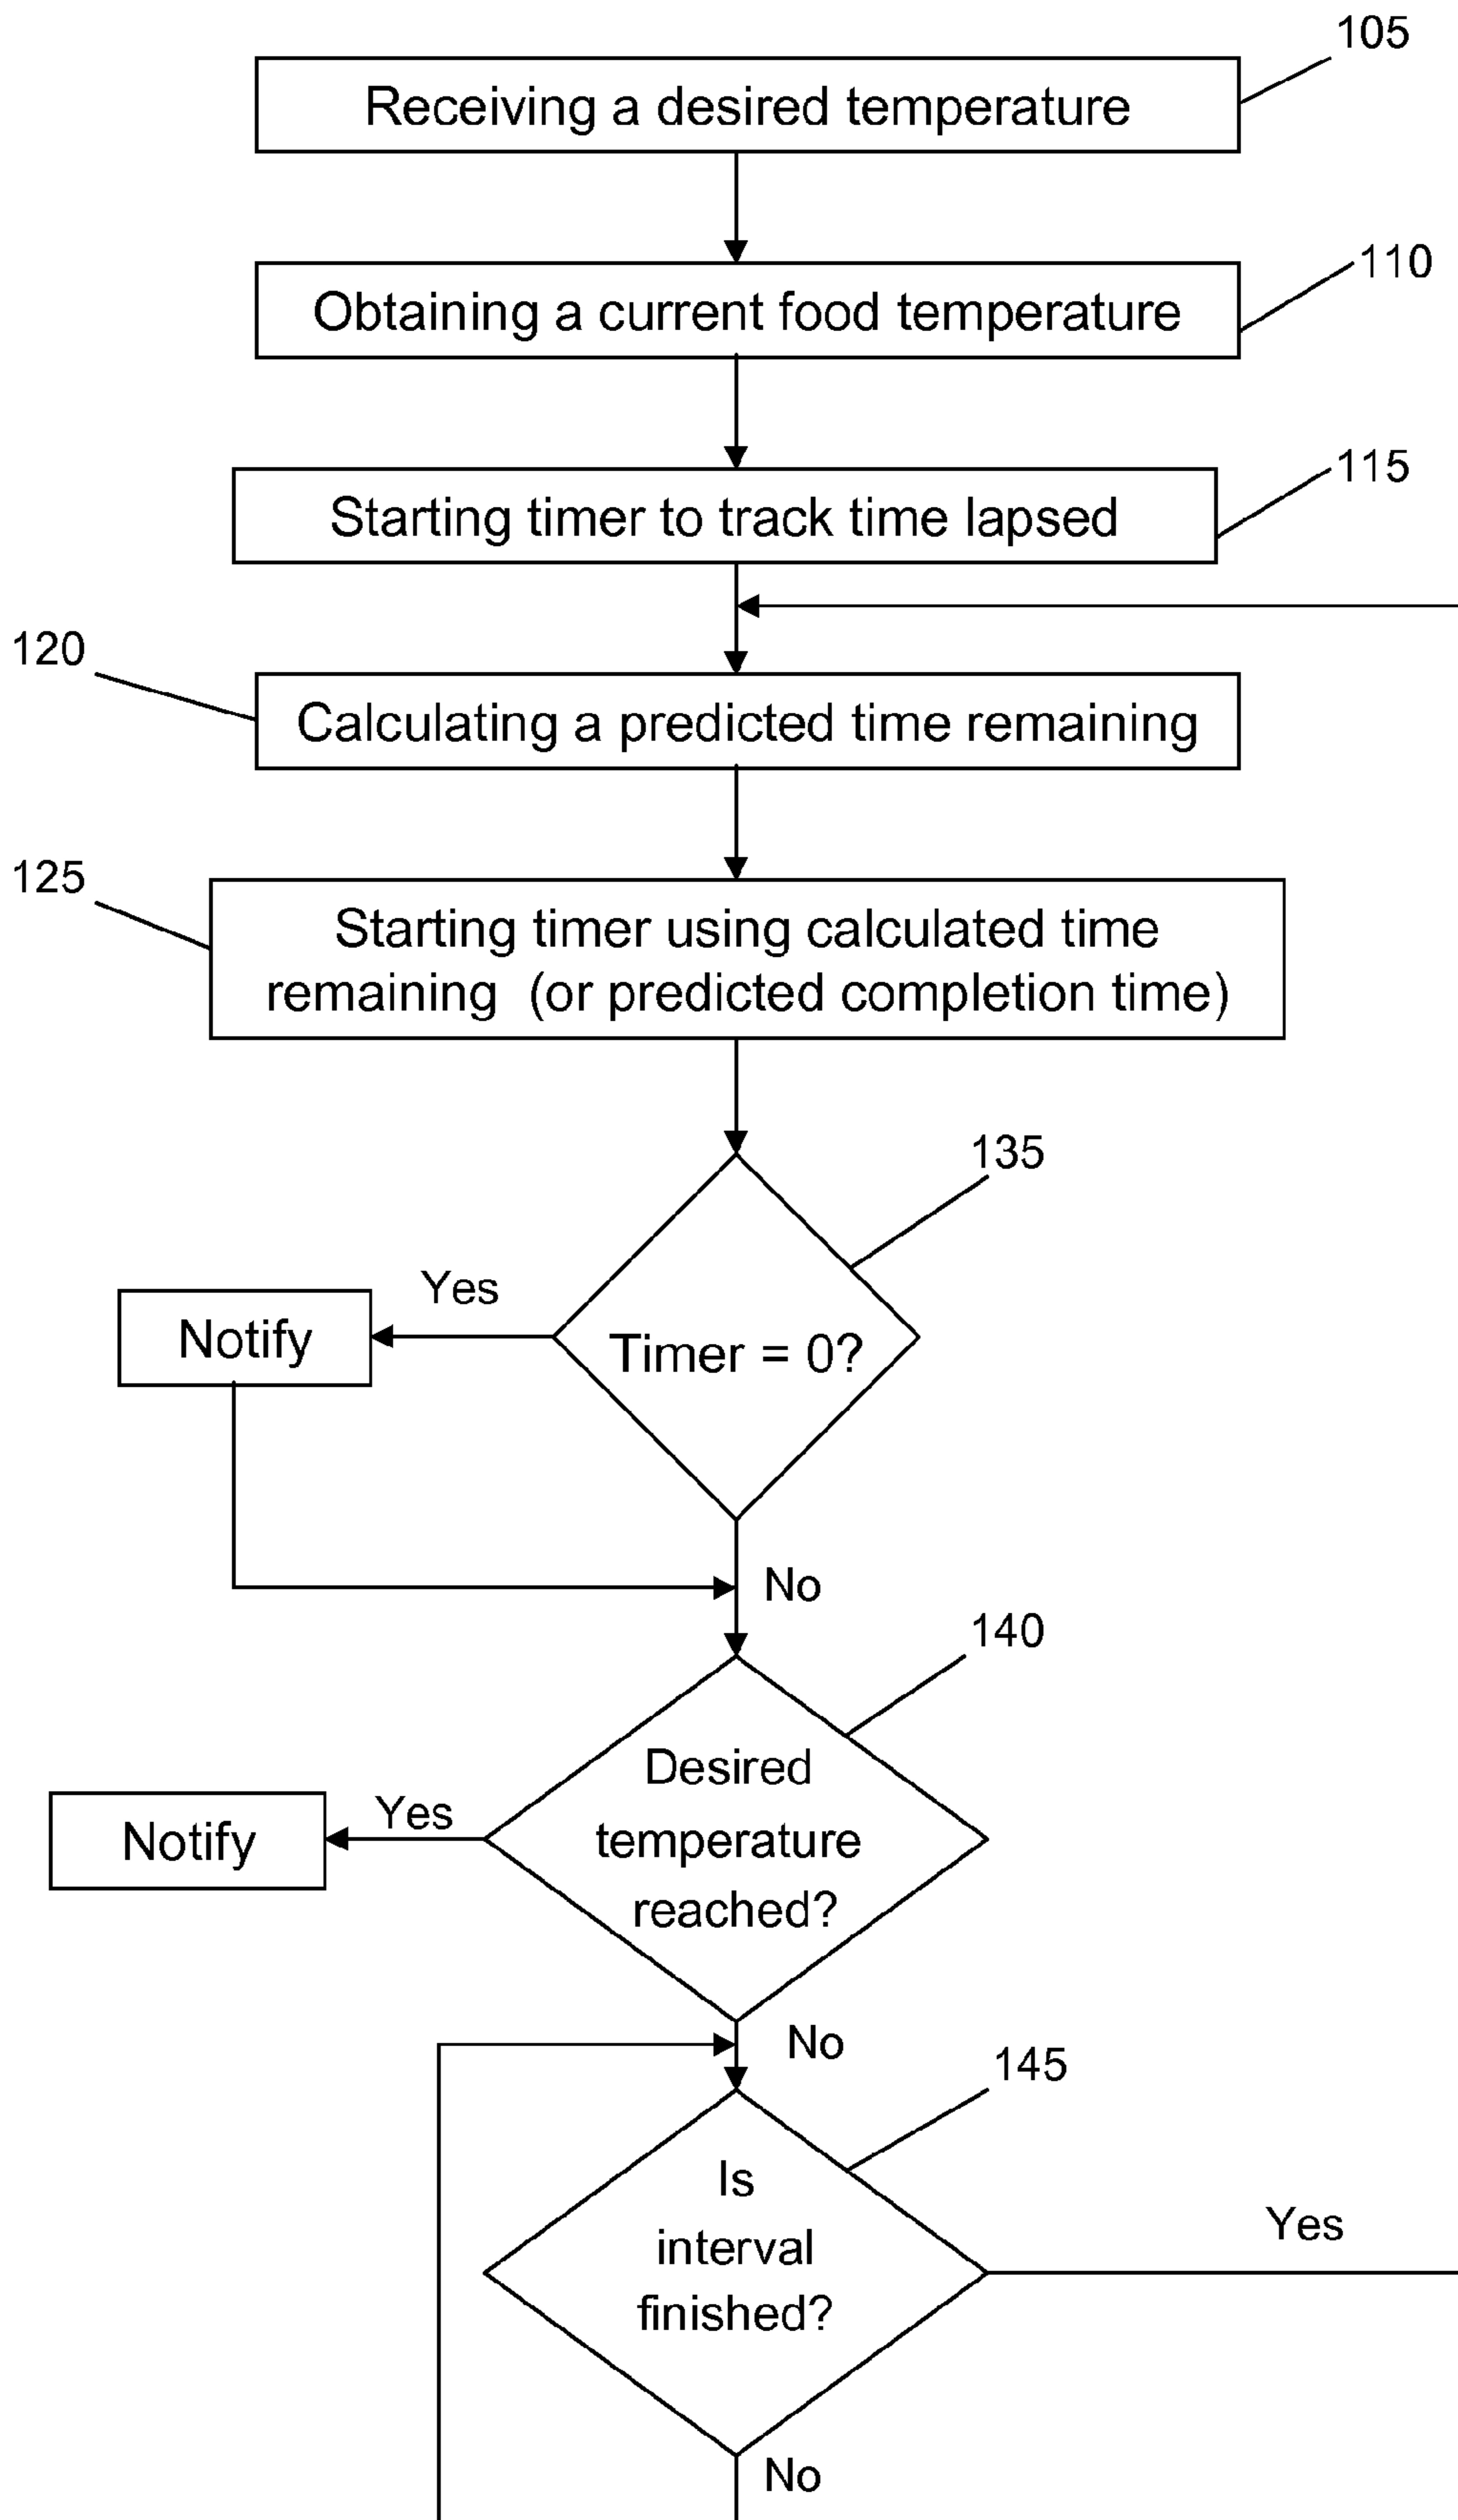 105
Receiving a desired temperature
110
Obtaining a current food temperature
115
Starting timer to track time lapsed
120
Calculating a predicted time remaining
125
Starting timer using calculated time
remaining (or predicted completion time)
135
Yes
Notify
Timer = 0?
No
140
Desired
Yes
Notify
temperature
reached?
No
145
Is
Yes
interval
finished?
No